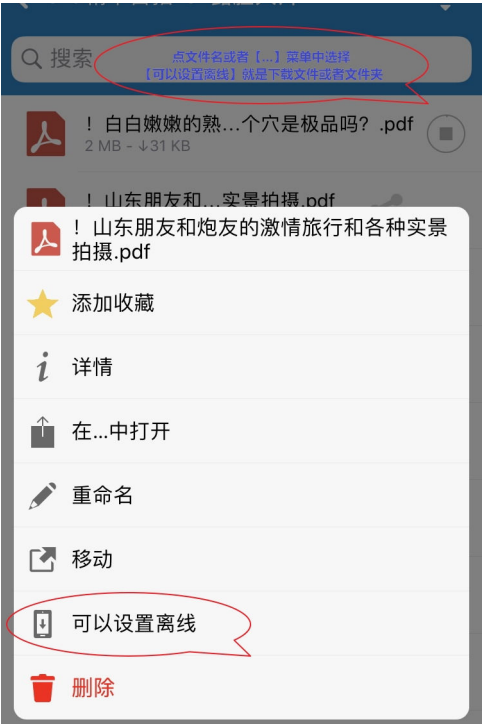 搜索
点文件名或者【...】菜单中选择
【可以设置离线】就是下载文件或者文件夹
！白白嫩嫩的熟...个穴是极品吗？.pdf
2 MB - ↓31 KB
！山东朋友和...实景拍摄.pdf
！山东朋友和炮友的激情旅行和各种实景
拍摄.pdf
添加收藏
详情
在...中打开
重命名
移动
可以设置离线
删除